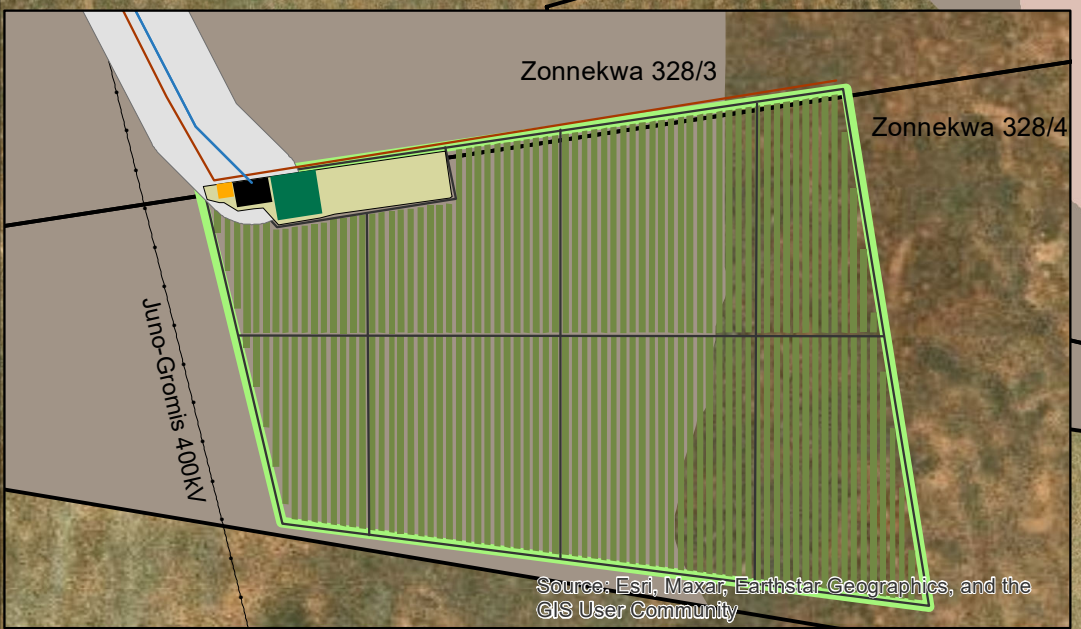 Zonnekwa 328/3
Zonnekwa 328/4
Juno-Gromis 400kV
Source: Esri, Maxar, Earthstar Geographics, and the
GIS User Community